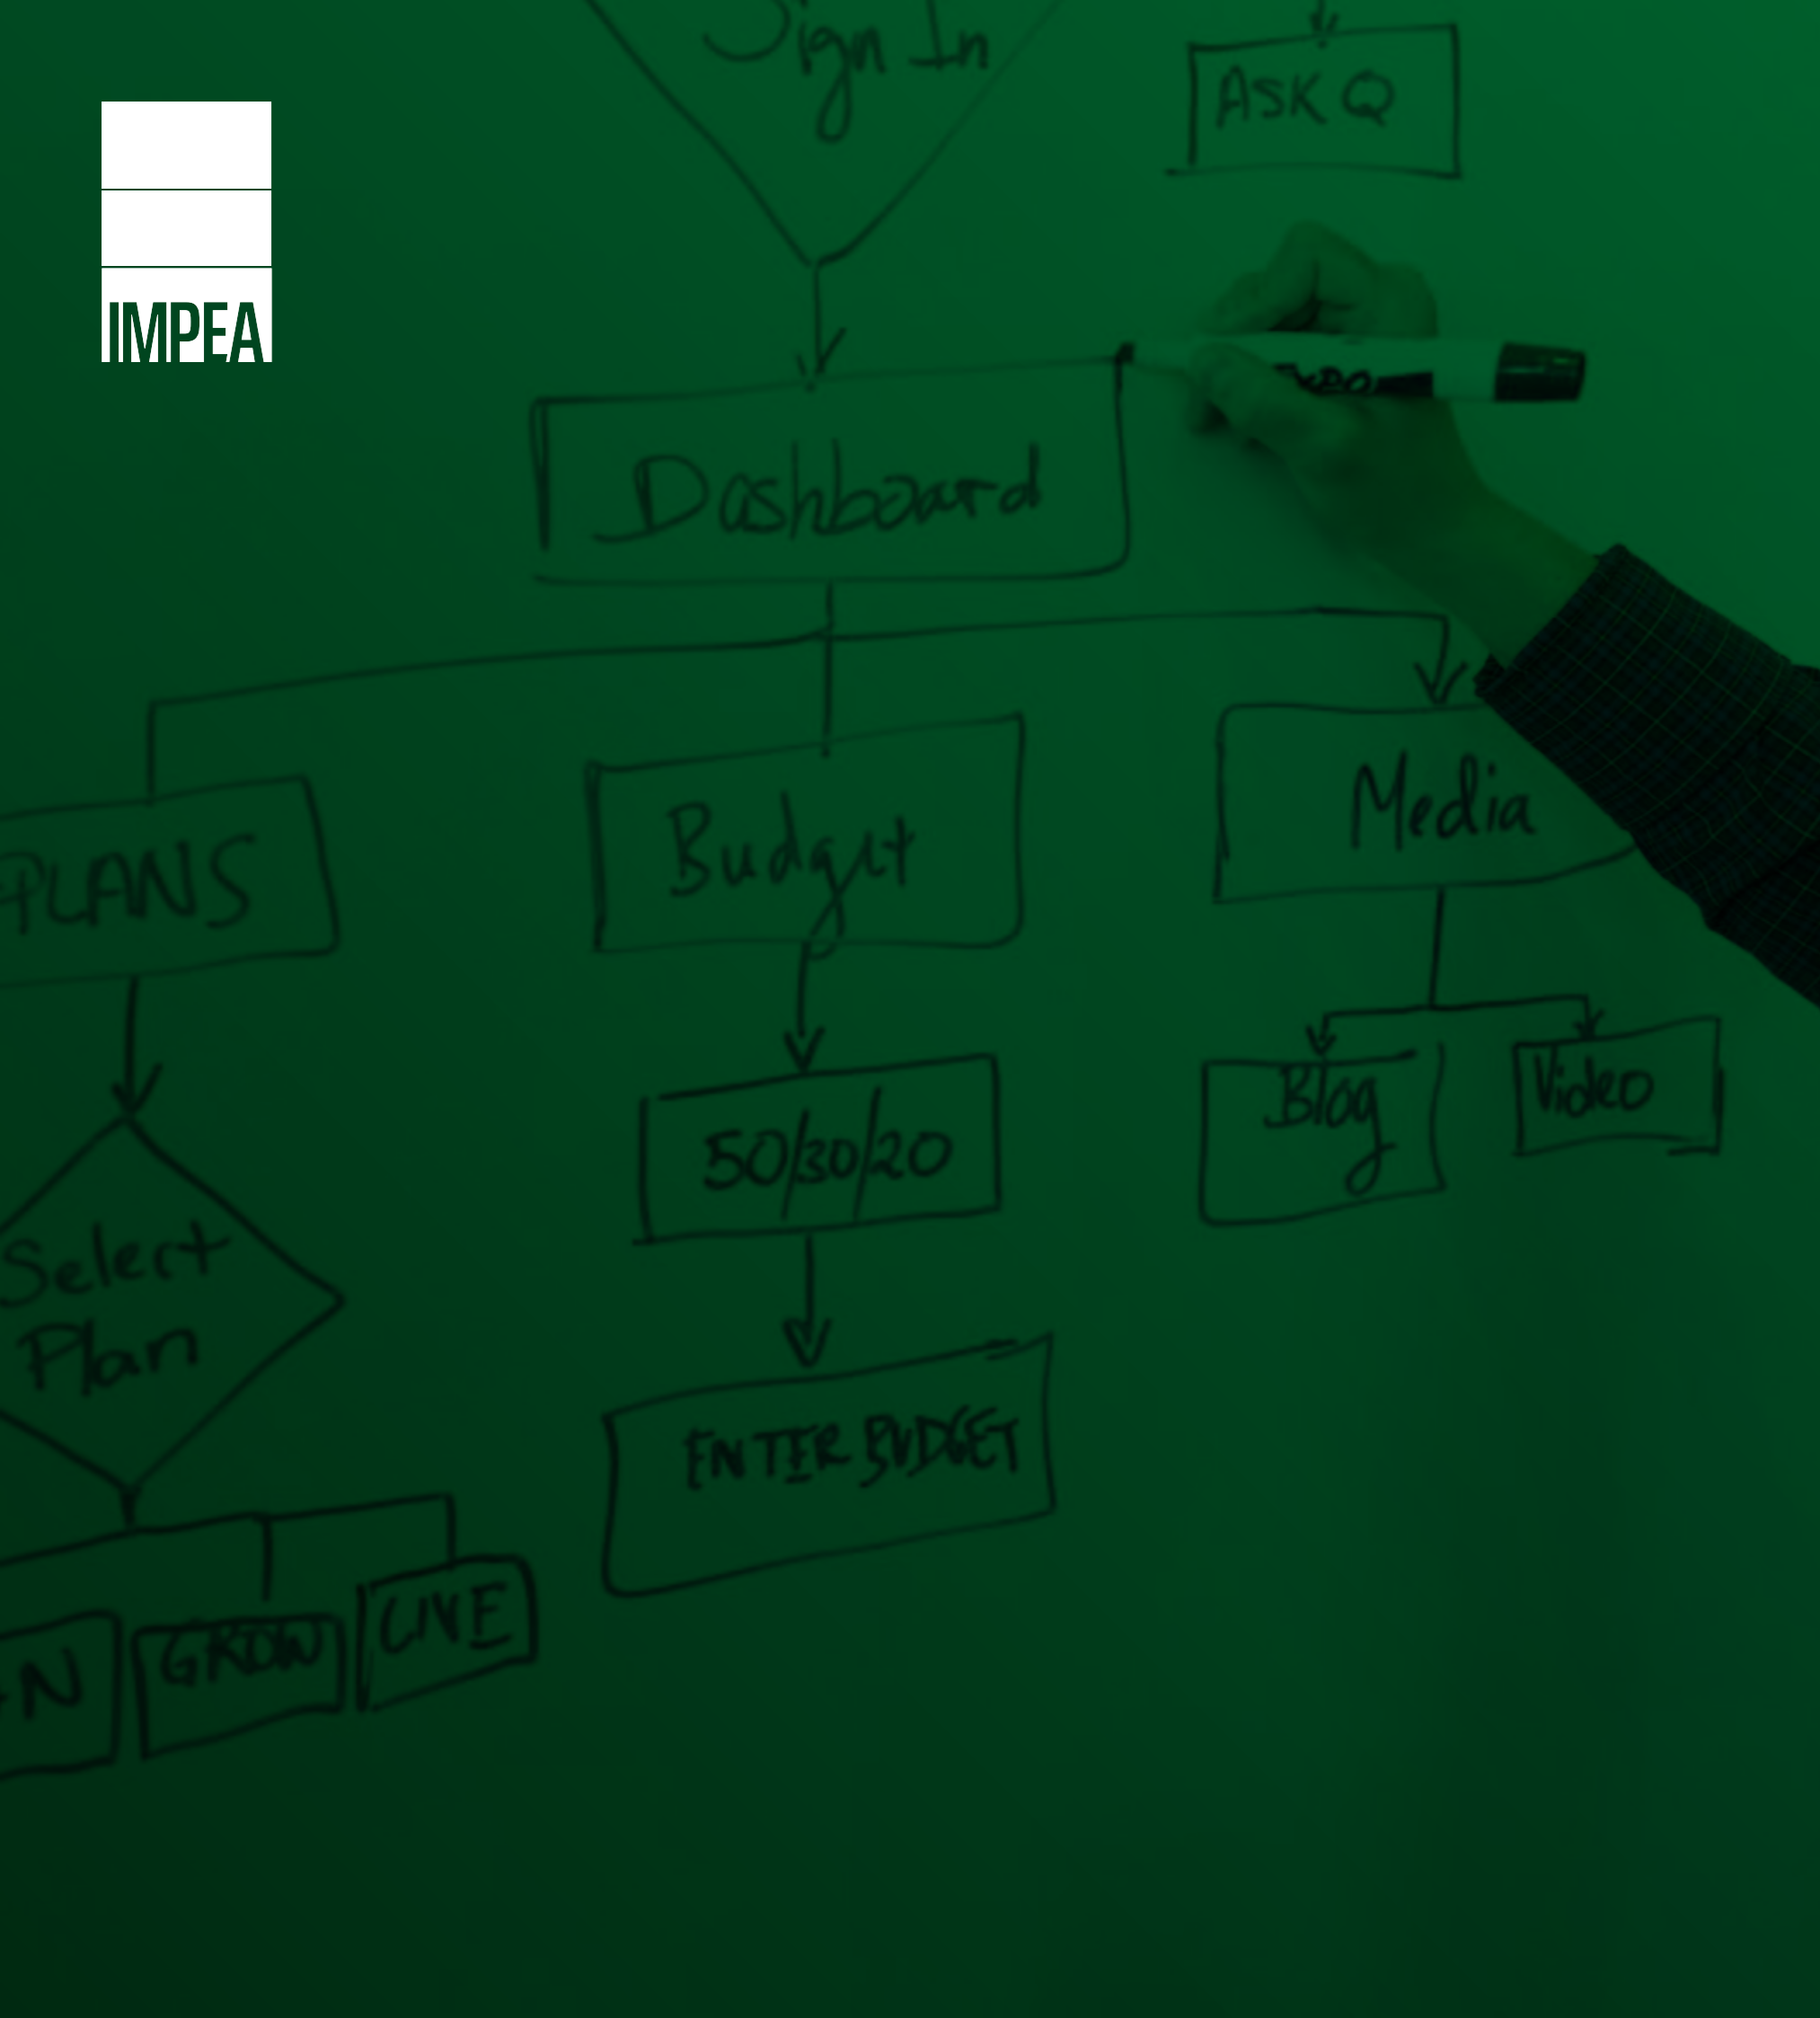 Sign In
ASK Q
IMPEA
EXPO
Dashboard
PLANS
Budget
Media
50/30/20
Blog
Video
Select
Plan
ENTER BUDGET
GROW
LIVE